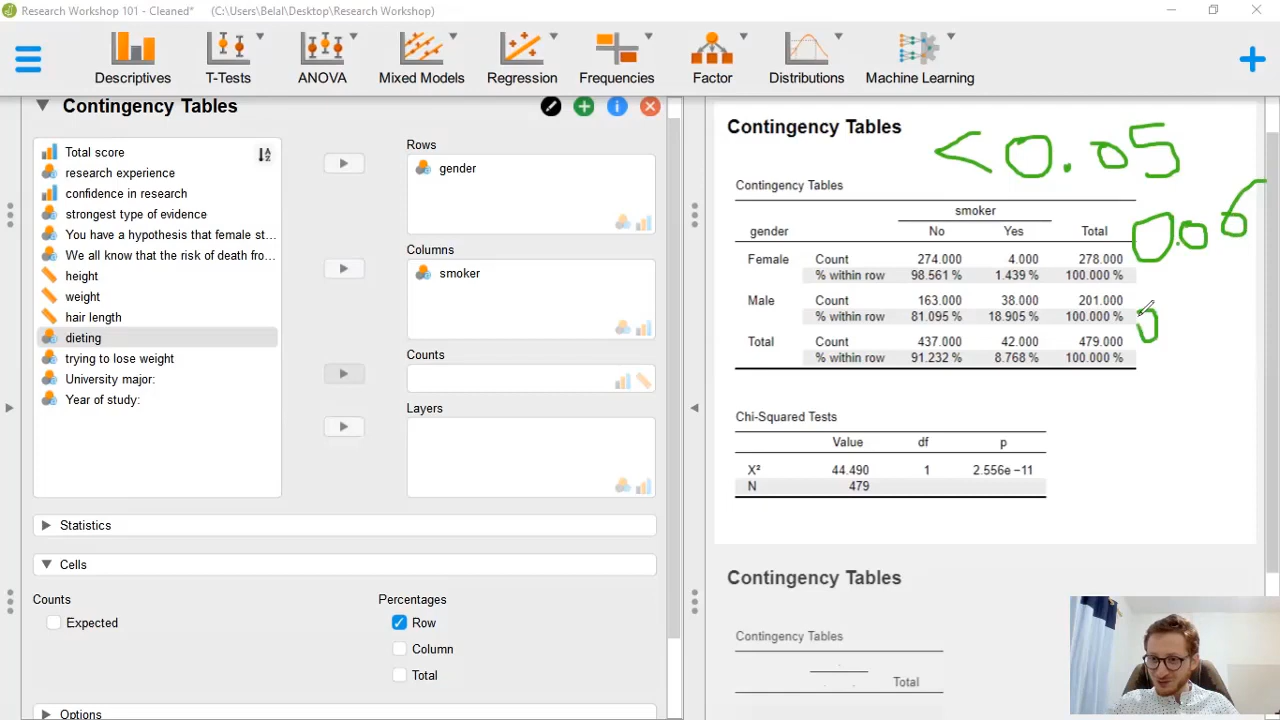 Research Workshop 101 - Cleaned* (C:\Users\Belal\Desktop\Research Workshop)
Descriptives T-Tests ANOVA Mixed Models Regression Frequencies Factor Distributions Machine Learning
Contingency Tables
Total score
research experience
confidence in research
strongest type of evidence
You have a hypothesis that female st...
We all know that the risk of death fro...
height
weight
hair length
dieting
trying to lose weight
University major:
Year of study:
Rows
gender
Columns
smoker
Counts
Layers
Statistics
Cells
Counts
Expected
Percentages
Row
Column
Total
Options
Contingency Tables
<0.05
Contingency Tables
smoker
gender No Yes Total
0.06
Female Count 274.000 4.000 278.000
% within row 98.561 % 1.439 % 100.000 %
Male Count 163.000 38.000 201.000
% within row 81.095 % 18.905 % 100.000 %
0
Total Count 437.000 42.000 479.000
% within row 91.232 % 8.768 % 100.000 %
Chi-Squared Tests
Value df p
X² 44.490 1 2.556e −11
N 479
Contingency Tables
Contingency Tables
Total